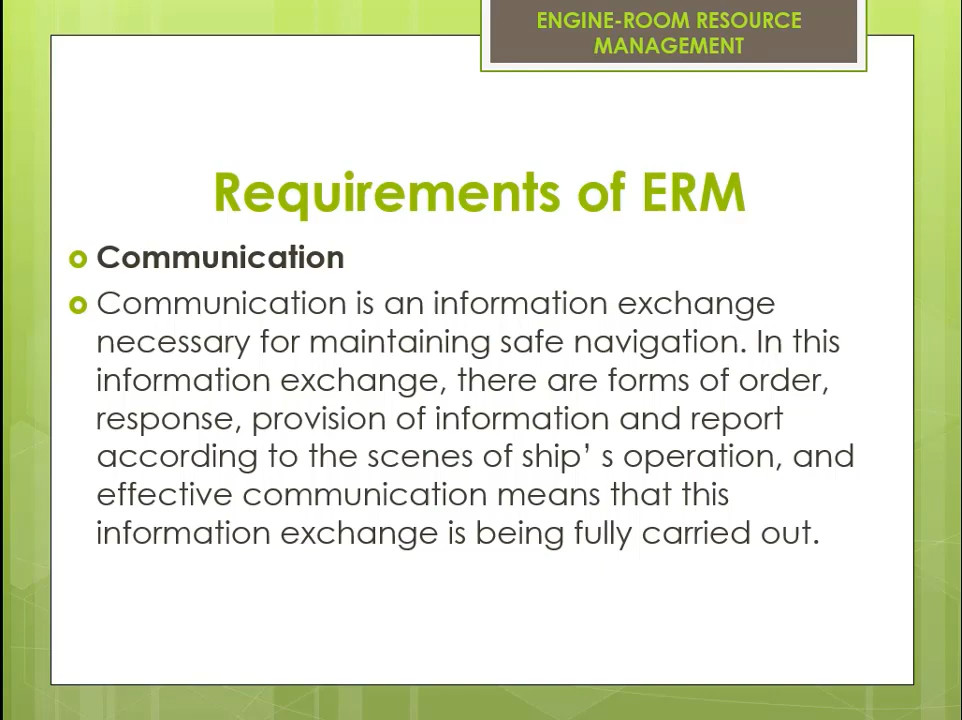 ENGINE-ROOM RESOURCE
MANAGEMENT
Requirements of ERM
Communication
Communication is an information exchange
necessary for maintaining safe navigation. In this
information exchange, there are forms of order,
response, provision of information and report
according to the scenes of ship’ s operation, and
effective communication means that this
information exchange is being fully carried out.